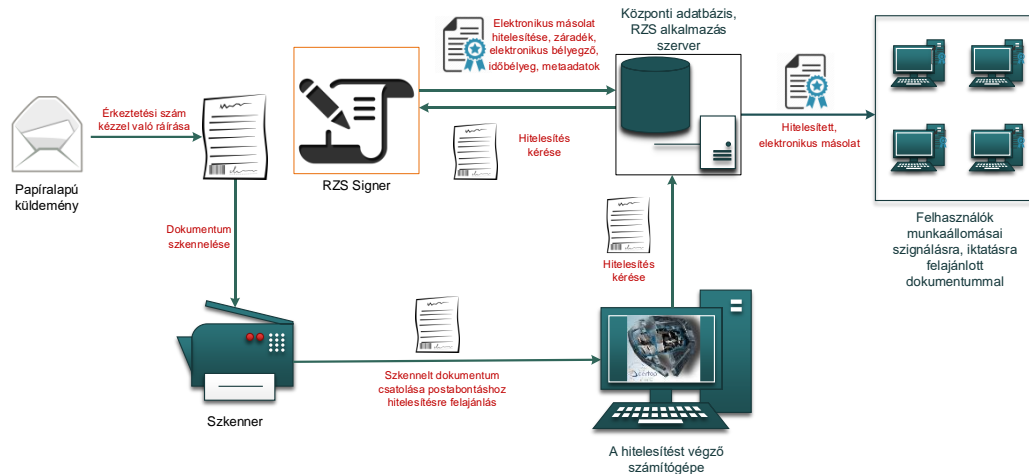 Papíralapú
küldemény
Érkeztetési szám
kézzel való ráírása
Dokumentum
szkennelése
Szkenner
Szkennelt dokumentum
csatolása postabontáshoz
hitelesítésre felajánlás
A hitelesítést végző
számítógépe
Hitelesítés
kérése
RZS Signer
Hitelesítés
kérése
Elektronikus másolat
hitelesítése, záradék,
elektronikus bélyegző,
időbélyeg, metaadatok
Központi adatbázis,
RZS alkalmazás
szerver
Hitelesített,
elektronikus másolat
Felhasználók
munkaállomásai
szignálásra, iktatásra
felajánlott
dokumentummal